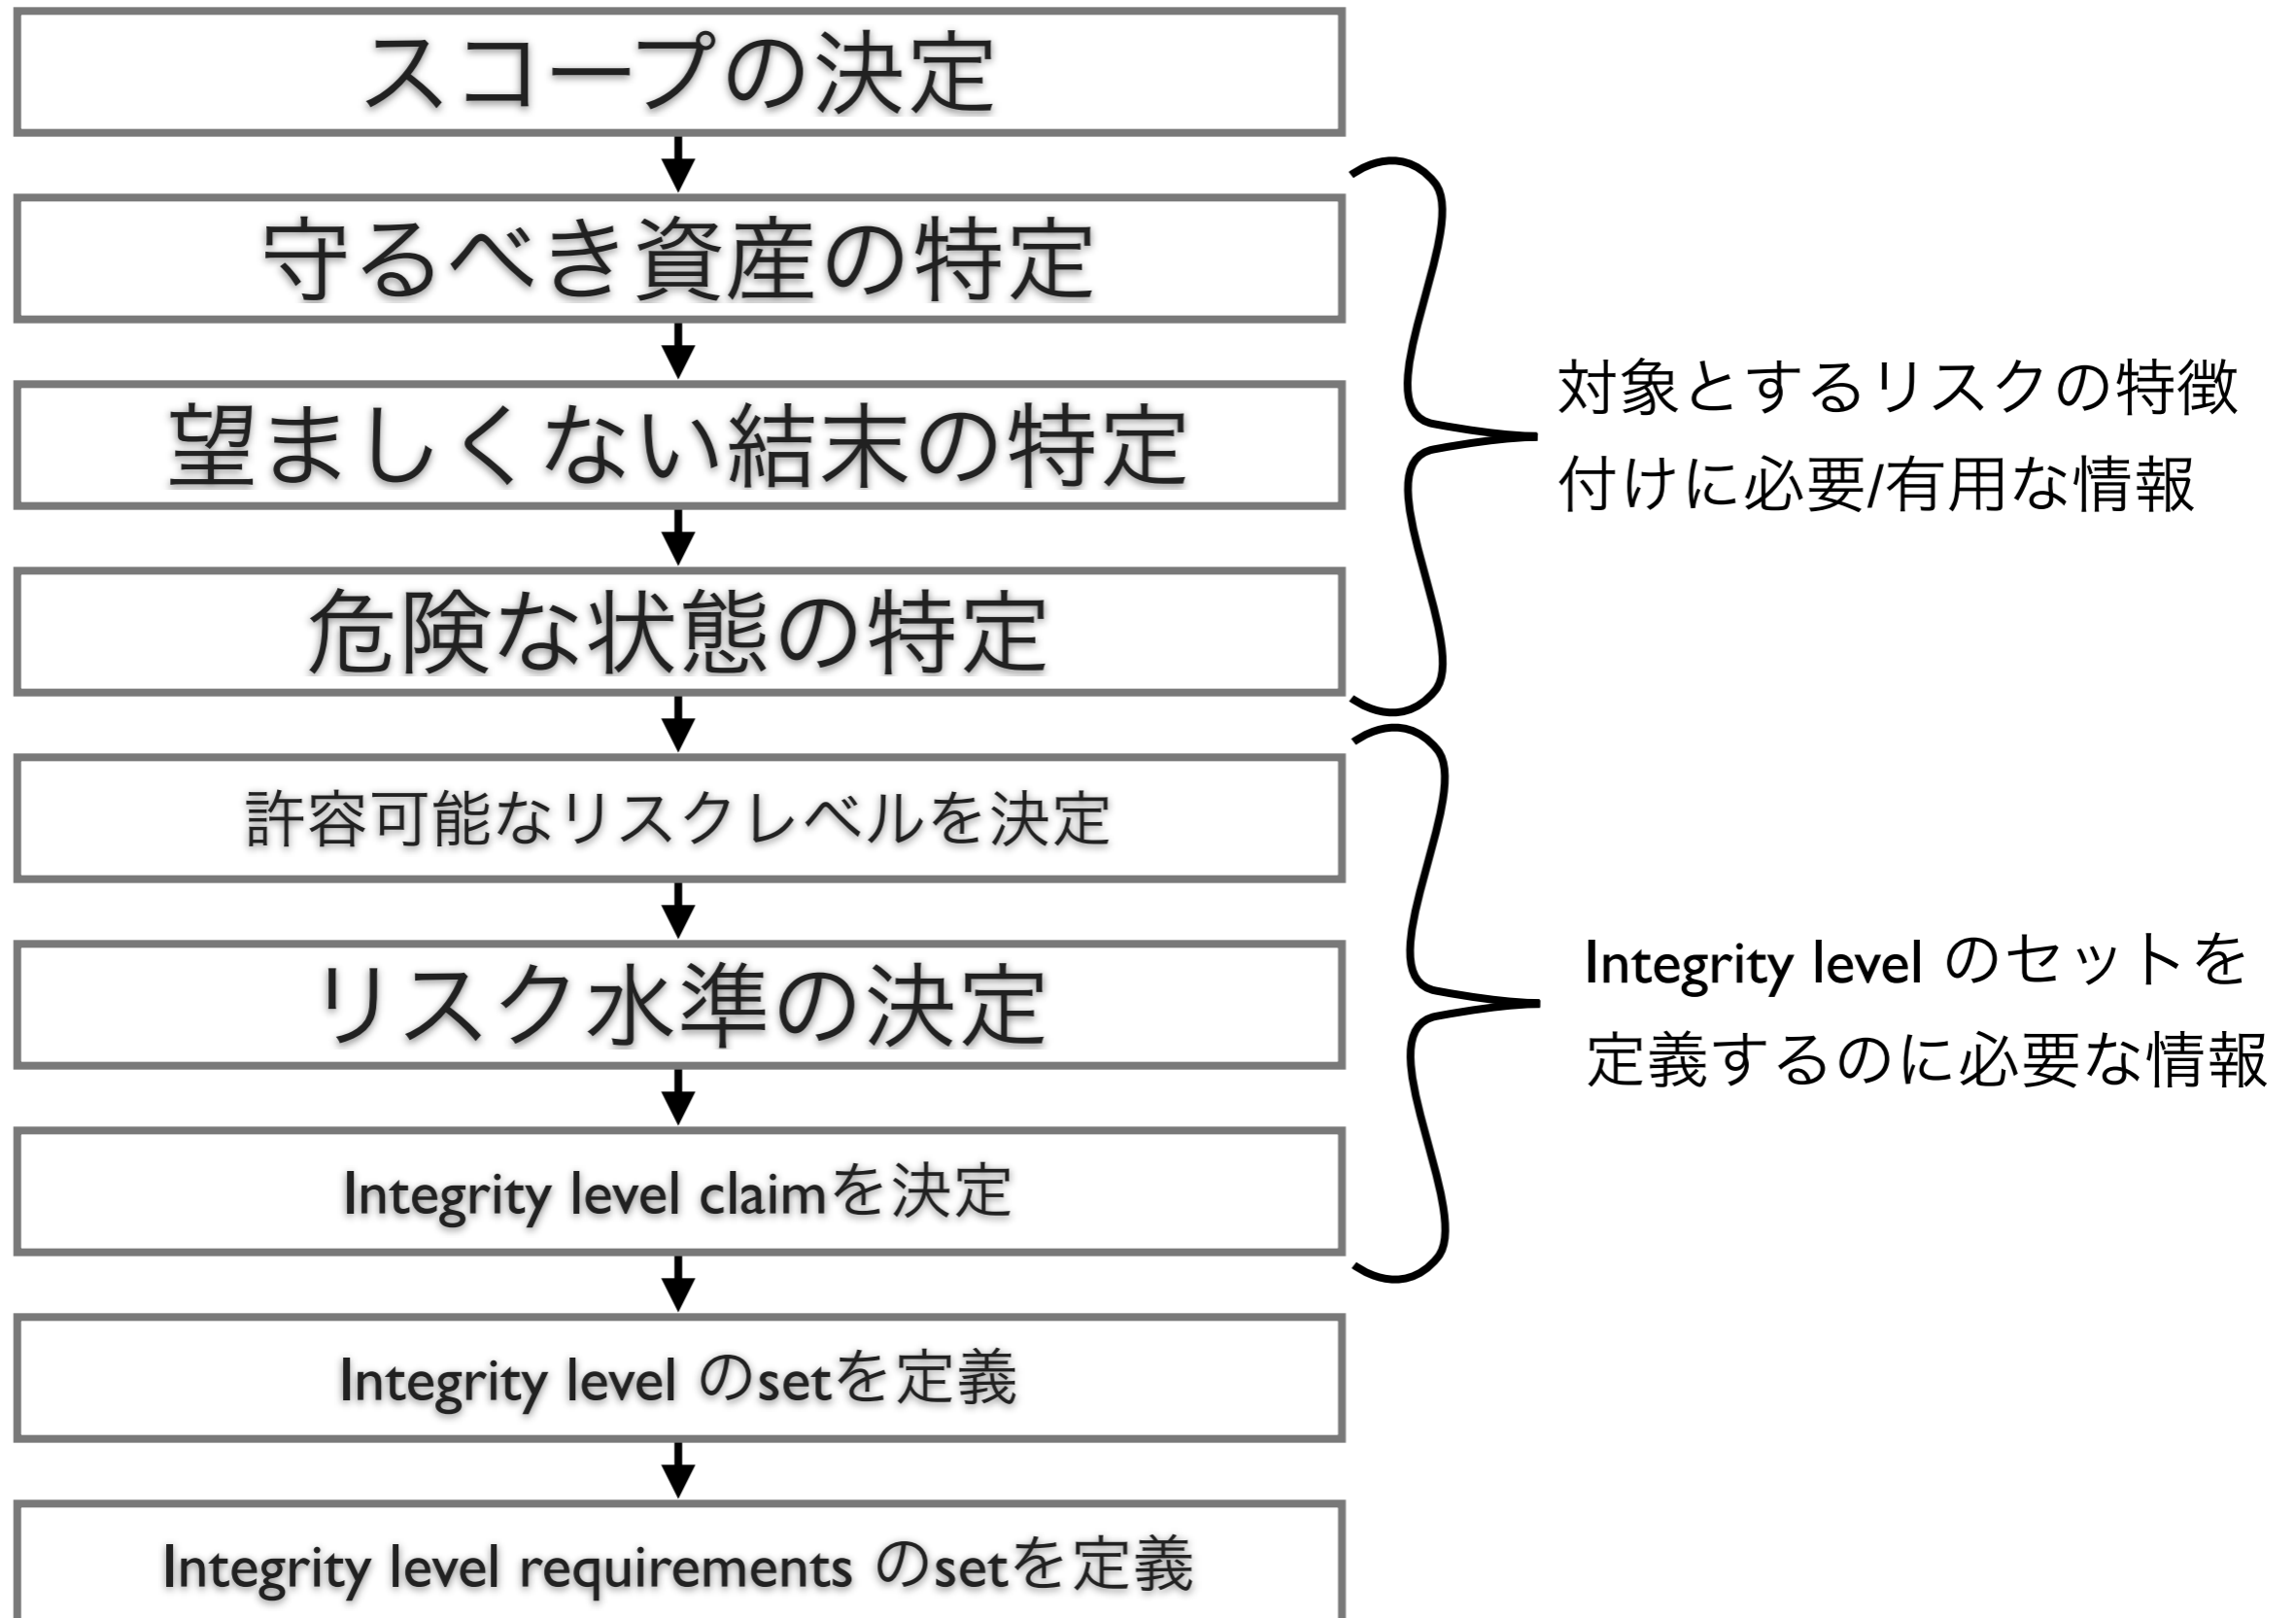 スコープの決定
守るべき資産の特定
望ましくない結末の特定
危険な状態の特定
対象とするリスクの特徴
付けに必要/有用な情報
許容可能なリスクレベルを決定
リスク水準の決定
Integrity level claimを決定
Integrity level のセットを
定義するのに必要な情報
Integrity level のsetを定義
Integrity level requirements のsetを定義